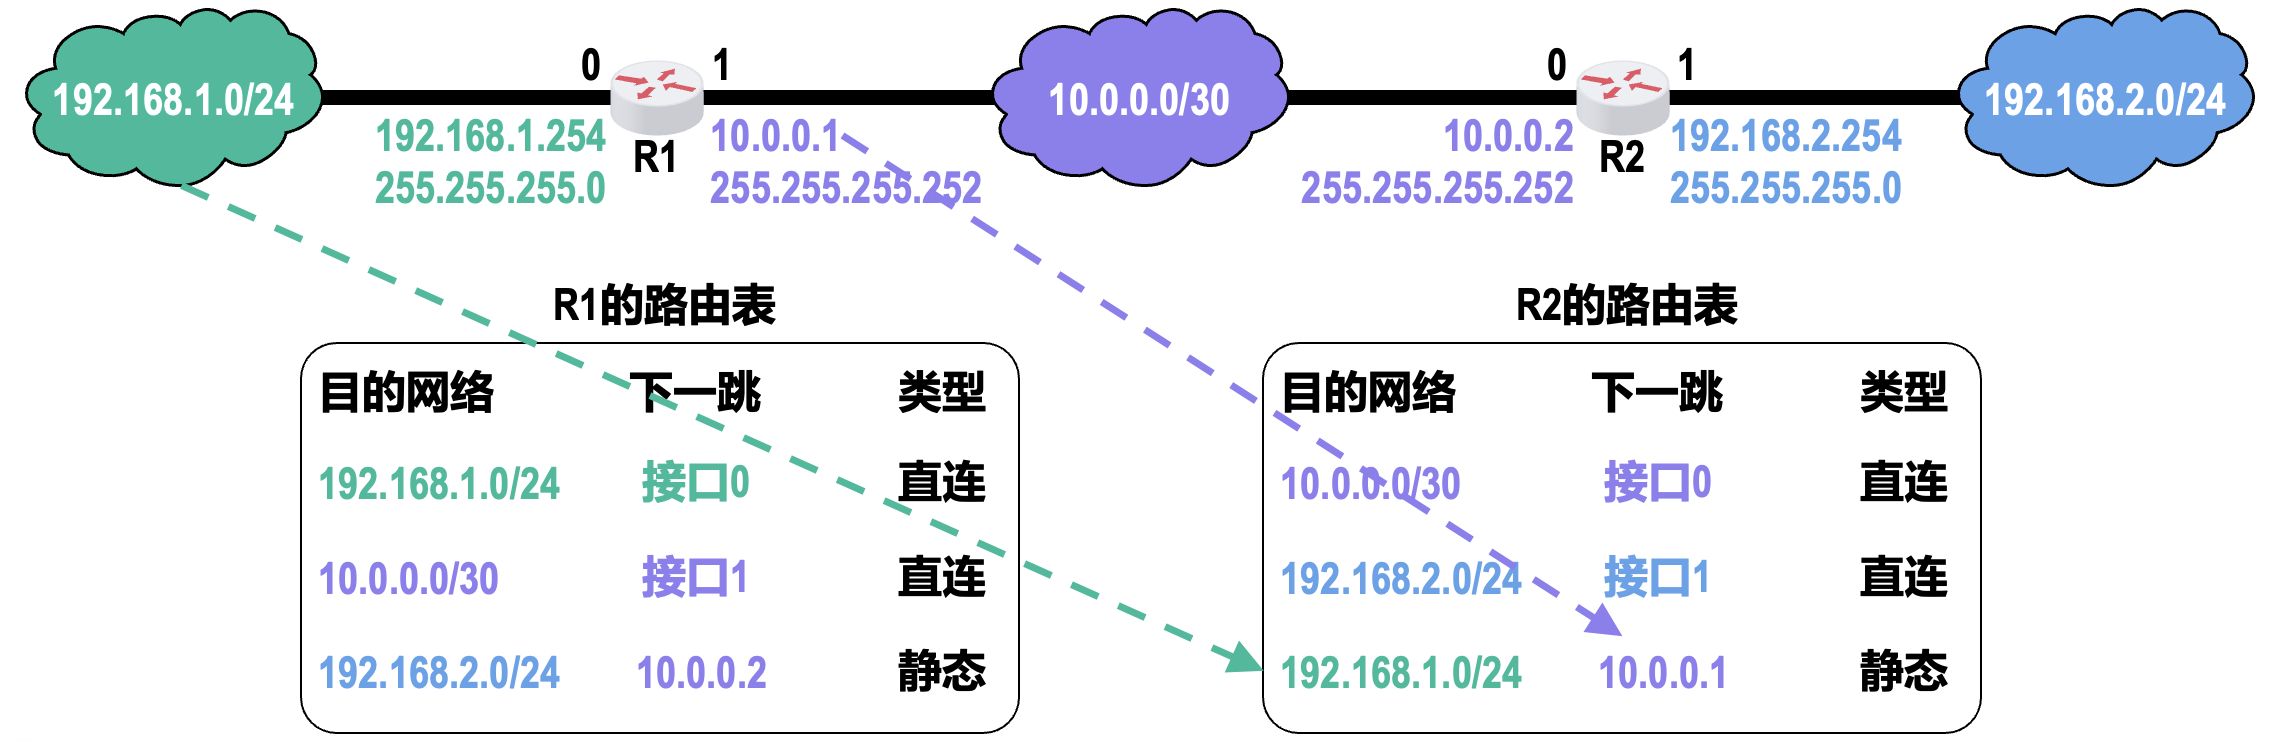 0 1 0 1
192.168.1.0/24 10.0.0.0/30 192.168.2.0/24
192.168.1.254 10.0.0.1 10.0.0.2 192.168.2.254
R1 R2
255.255.255.0 255.255.255.252 255.255.255.252 255.255.255.0
R1的路由表
目的网络 下一跳 类型
192.168.1.0/24 接口0 直连
10.0.0.0/30 接口1 直连
192.168.2.0/24 10.0.0.2 静态
R2的路由表
目的网络 下一跳 类型
10.0.0.0/30 接口0 直连
192.168.2.0/24 接口1 直连
192.168.1.0/24 10.0.0.1 静态